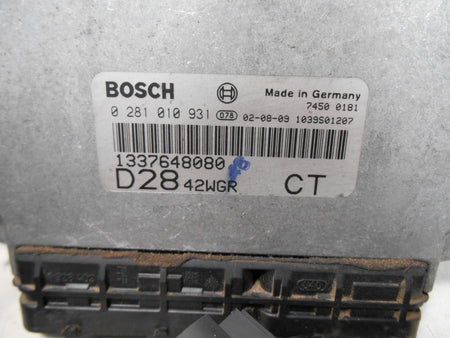 BOSCH Made in Germany
7450 0181
0 281 010 931 078 02-08-09 1039S01207
1337648080
D28 42WGR CT